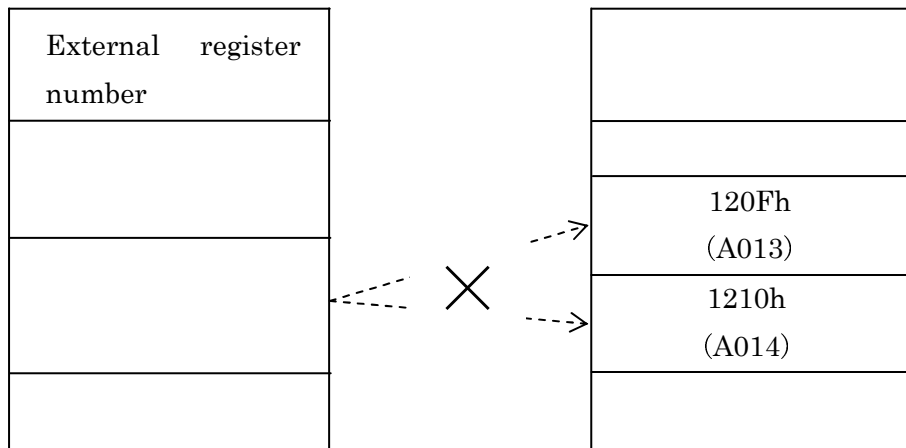 External register
number
120Fh
(A013)
1210h
(A014)